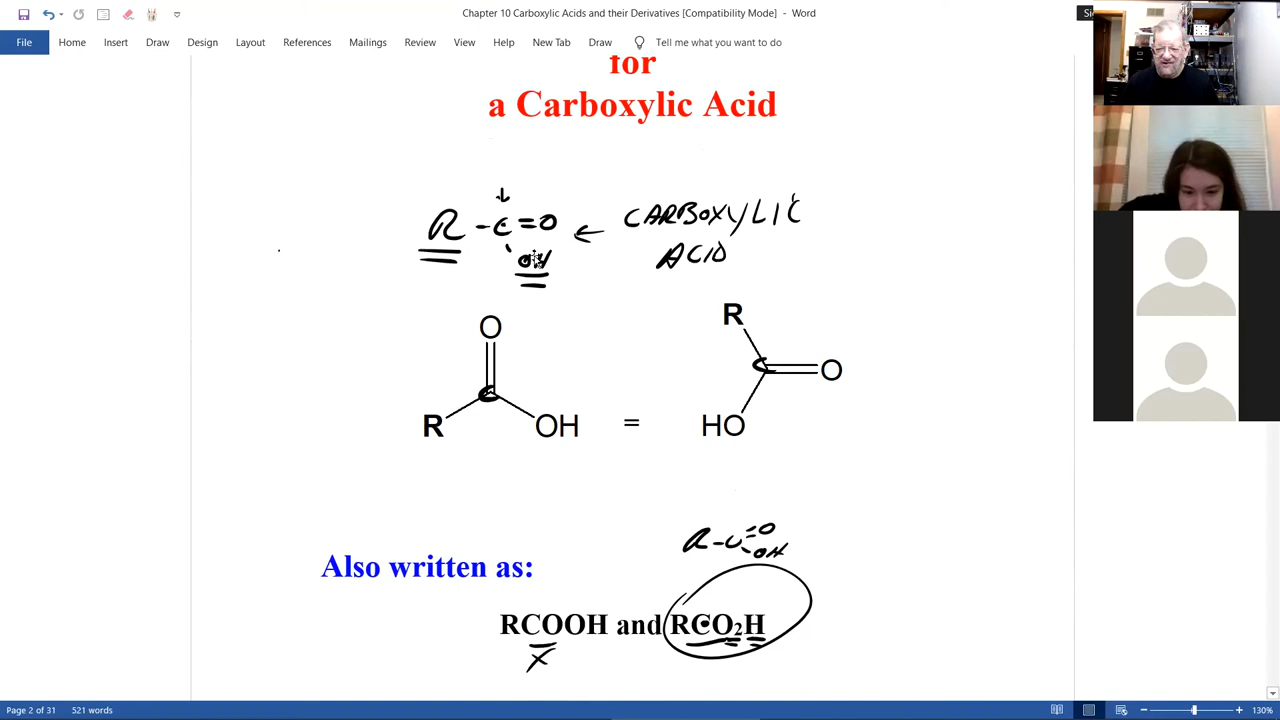 Chapter 10 Carboxylic Acids and their Derivatives [Compatibility Mode] - Word
File Home Insert Draw Design Layout References Mailings Review View Help New Tab Draw Tell me what you want to do
for
a Carboxylic Acid
R-C=O ← CARBOXYLIC
OH ACID
O R
C C O
R OH = HO
R-C=O
OH
Also written as:
RCOOH and RCO₂H
X
Page 2 of 31 521 words 130%